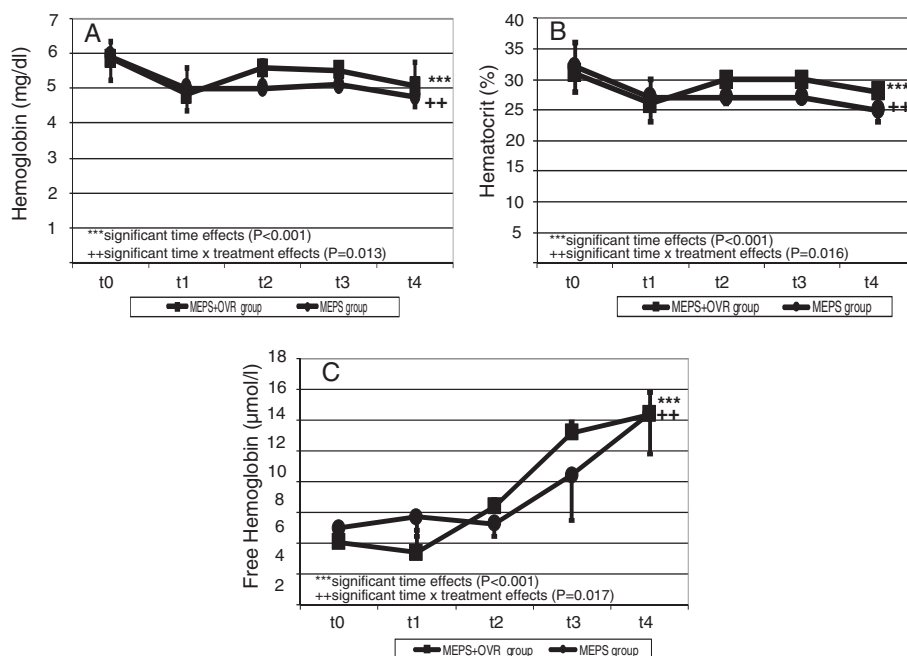 A
Hemoglobin (mg/dl)
7
6
5
4
3
2
1
***
++
***significant time effects (P<0.001)
++significant time x treatment effects (P=0.013)
t0 t1 t2 t3 t4
MEPS+OVR group MEPS group
B
Hematocrit (%)
40
35
30
25
20
15
10
5
***
++
***significant time effects (P<0.001)
++significant time x treatment effects (P=0.016)
t0 t1 t2 t3 t4
MEPS+OVR group MEPS group
C
Free Hemoglobin (µmol/l)
18
16
14
12
10
8
6
4
2
***
++
***significant time effects (P<0.001)
++significant time x treatment effects (P=0.017)
t0 t1 t2 t3 t4
MEPS+OVR group MEPS group